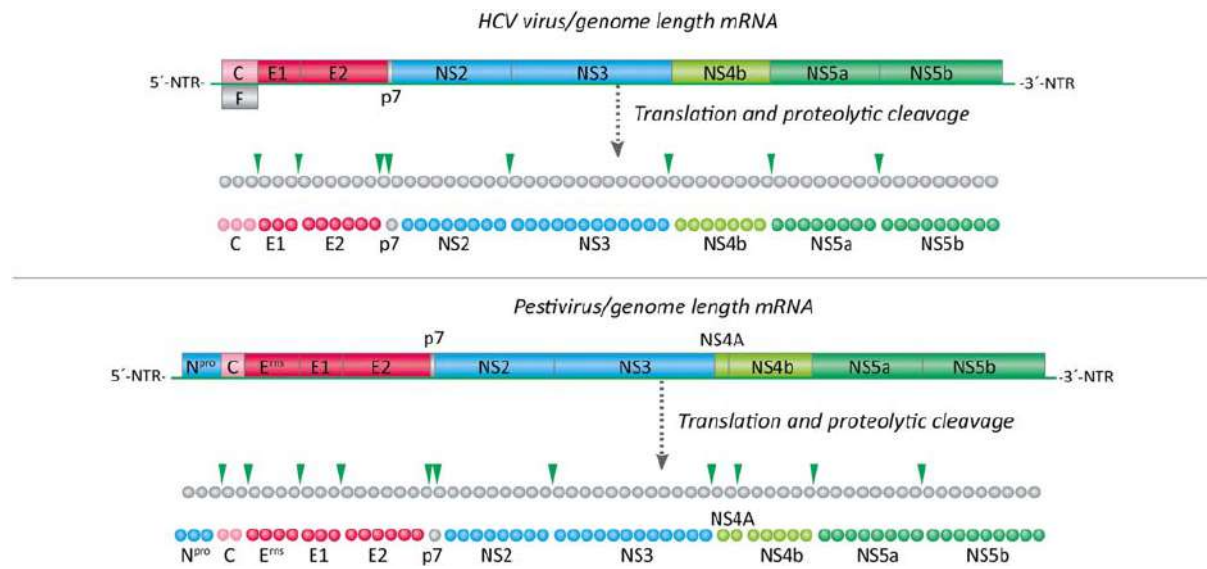 HCV virus/genome length mRNA
5´-NTR- C E1 E2 NS2 NS3 NS4b NS5a NS5b -3´-NTR
F p7
Translation and proteolytic cleavage
C E1 E2 p7 NS2 NS3 NS4b NS5a NS5b
Pestivirus/genome length mRNA
p7 NS4A
5´-NTR- Nᵖʳᵒ C Eʳⁿˢ E1 E2 NS2 NS3 NS4b NS5a NS5b -3´-NTR
Translation and proteolytic cleavage
NS4A
Nᵖʳᵒ C Eʳⁿˢ E1 E2 p7 NS2 NS3 NS4b NS5a NS5b